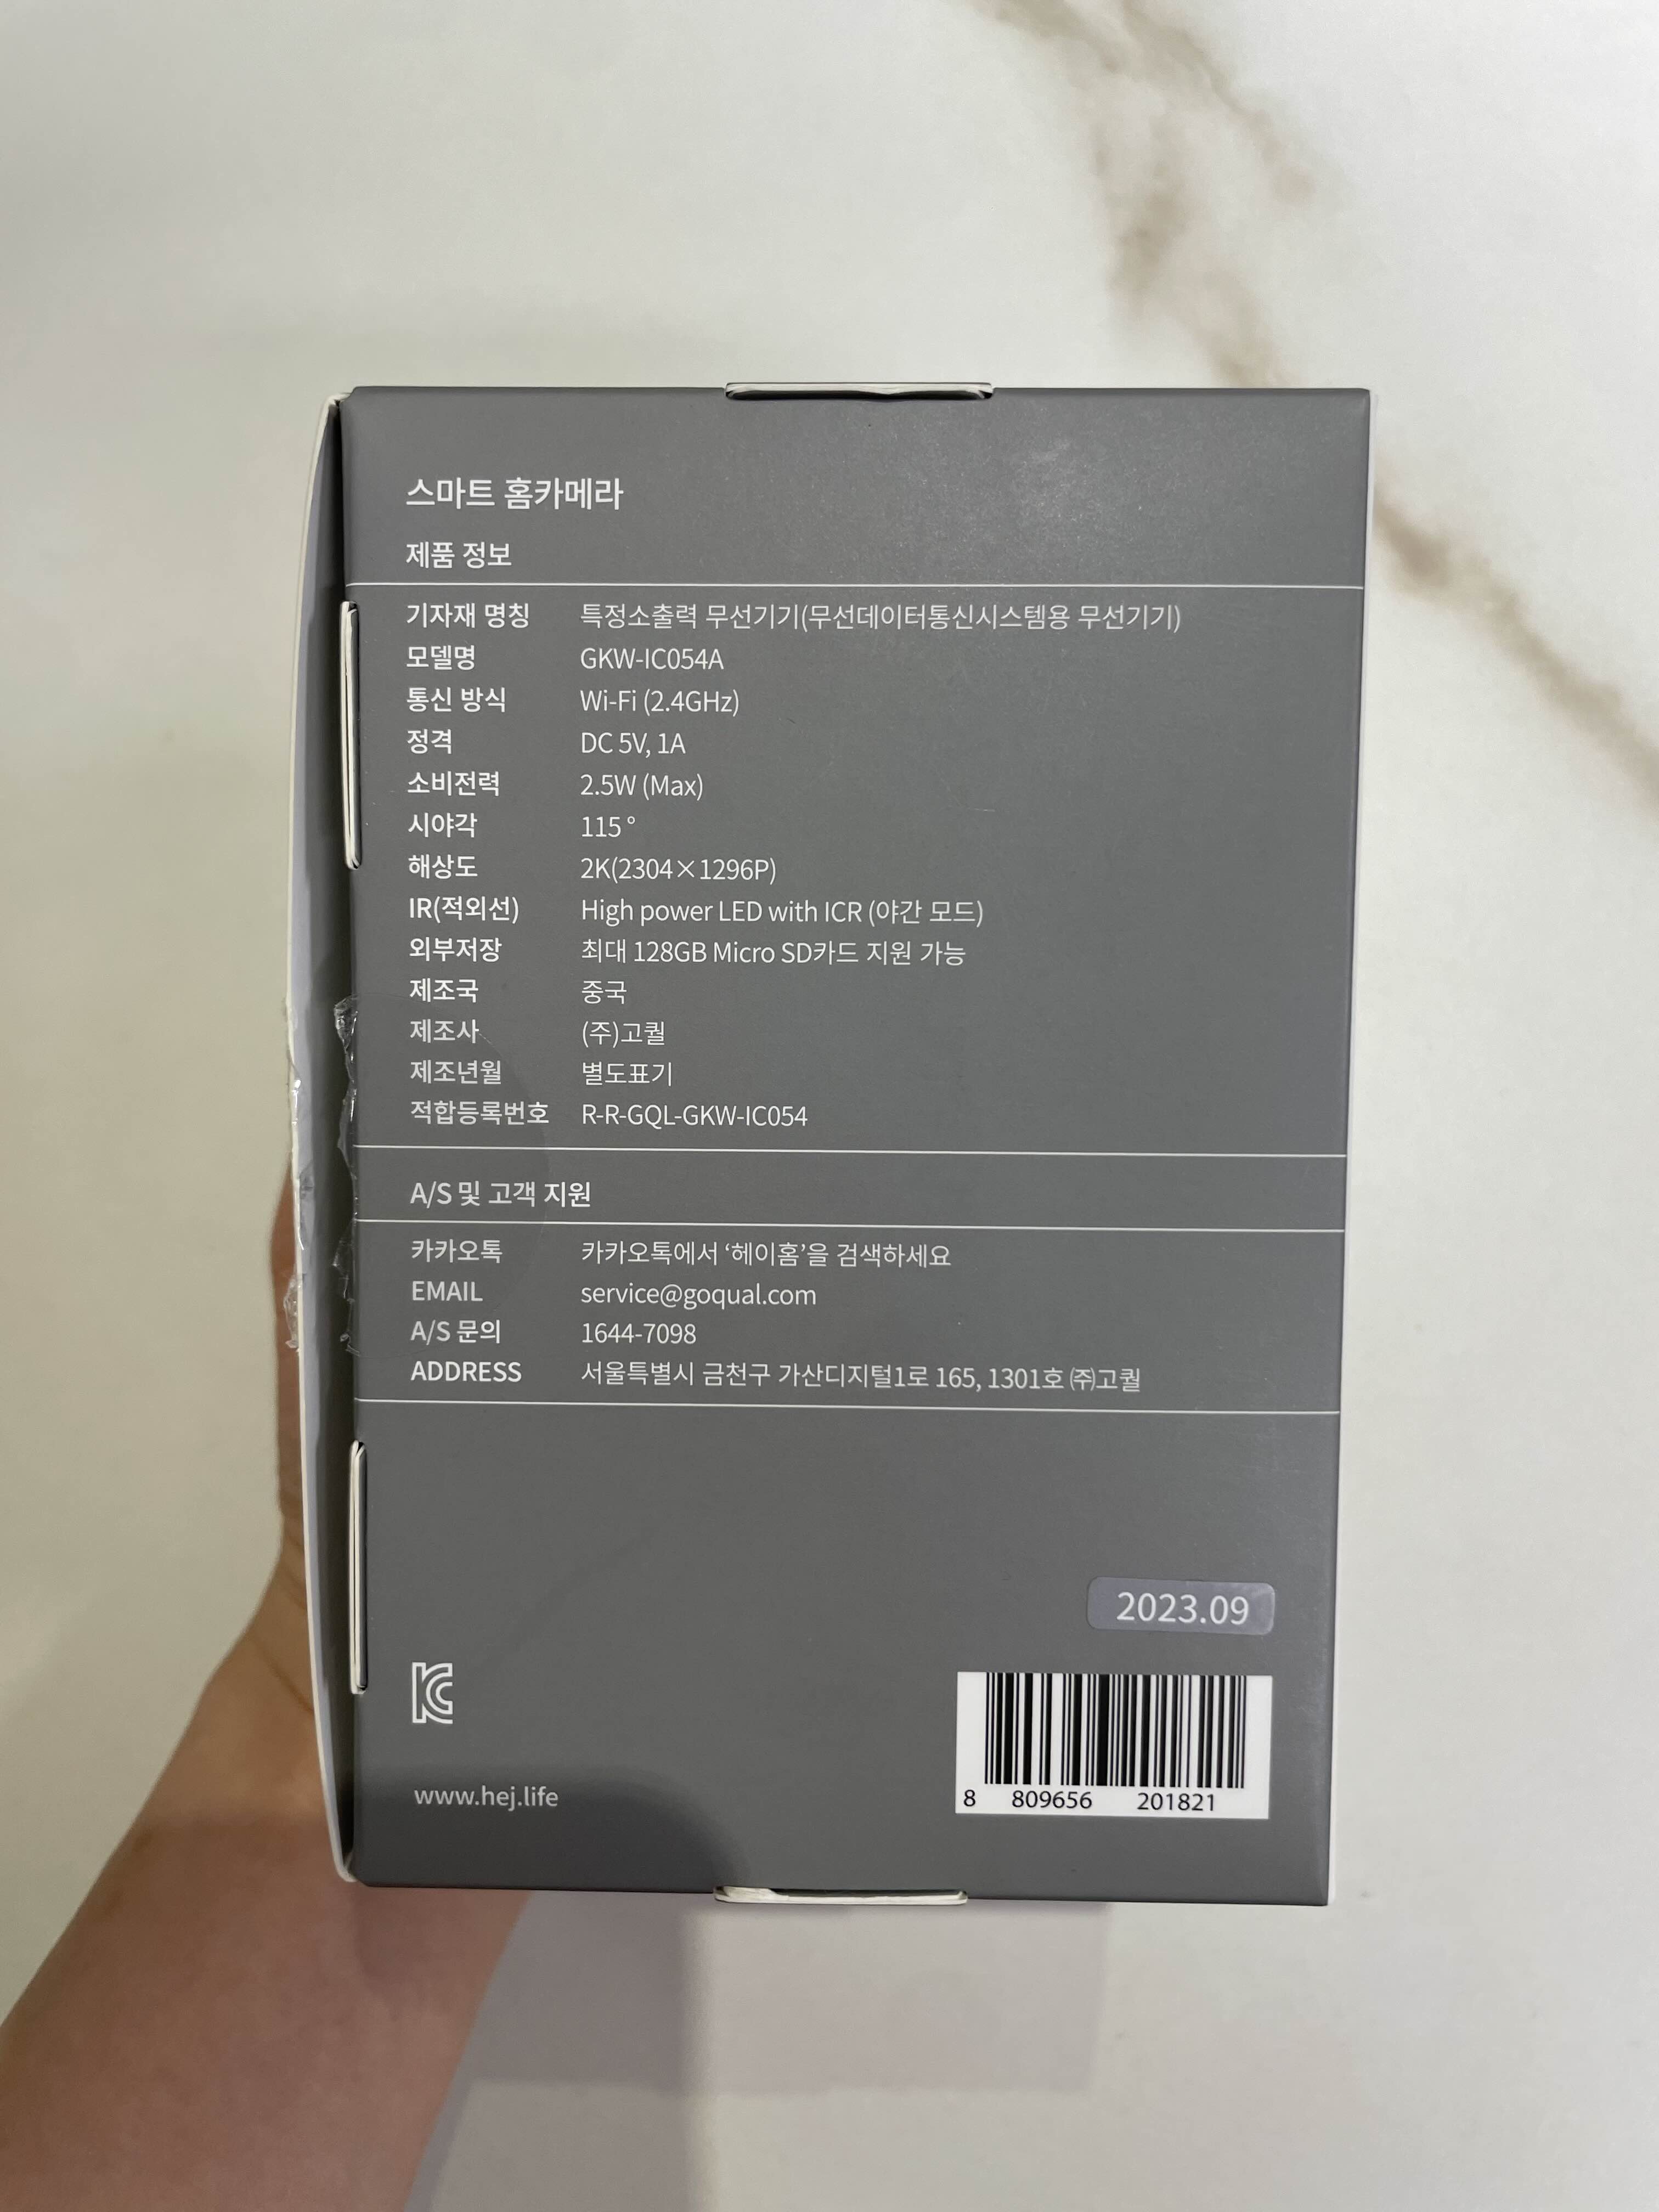 스마트 홈카메라
제품 정보
기자재 명칭 특정소출력 무선기기(무선데이터통신시스템용 무선기기)
모델명 GKW-IC054A
통신 방식 Wi-Fi (2.4GHz)
정격 DC 5V, 1A
소비전력 2.5W (Max)
시야각 115°
해상도 2K(2304×1296P)
IR(적외선) High power LED with ICR (야간 모드)
외부저장 최대 128GB Micro SD카드 지원 가능
제조국 중국
제조사 (주)고퀄
제조년월 별도표기
적합등록번호 R-R-GQL-GKW-IC054
A/S 및 고객 지원
카카오톡 카카오톡에서 ‘헤이홈’을 검색하세요
EMAIL service@goqual.com
A/S 문의 1644-7098
ADDRESS 서울특별시 금천구 가산디지털1로 165, 1301호 ㈜고퀄
2023.09
KC
8 809656 201821
www.hej.life